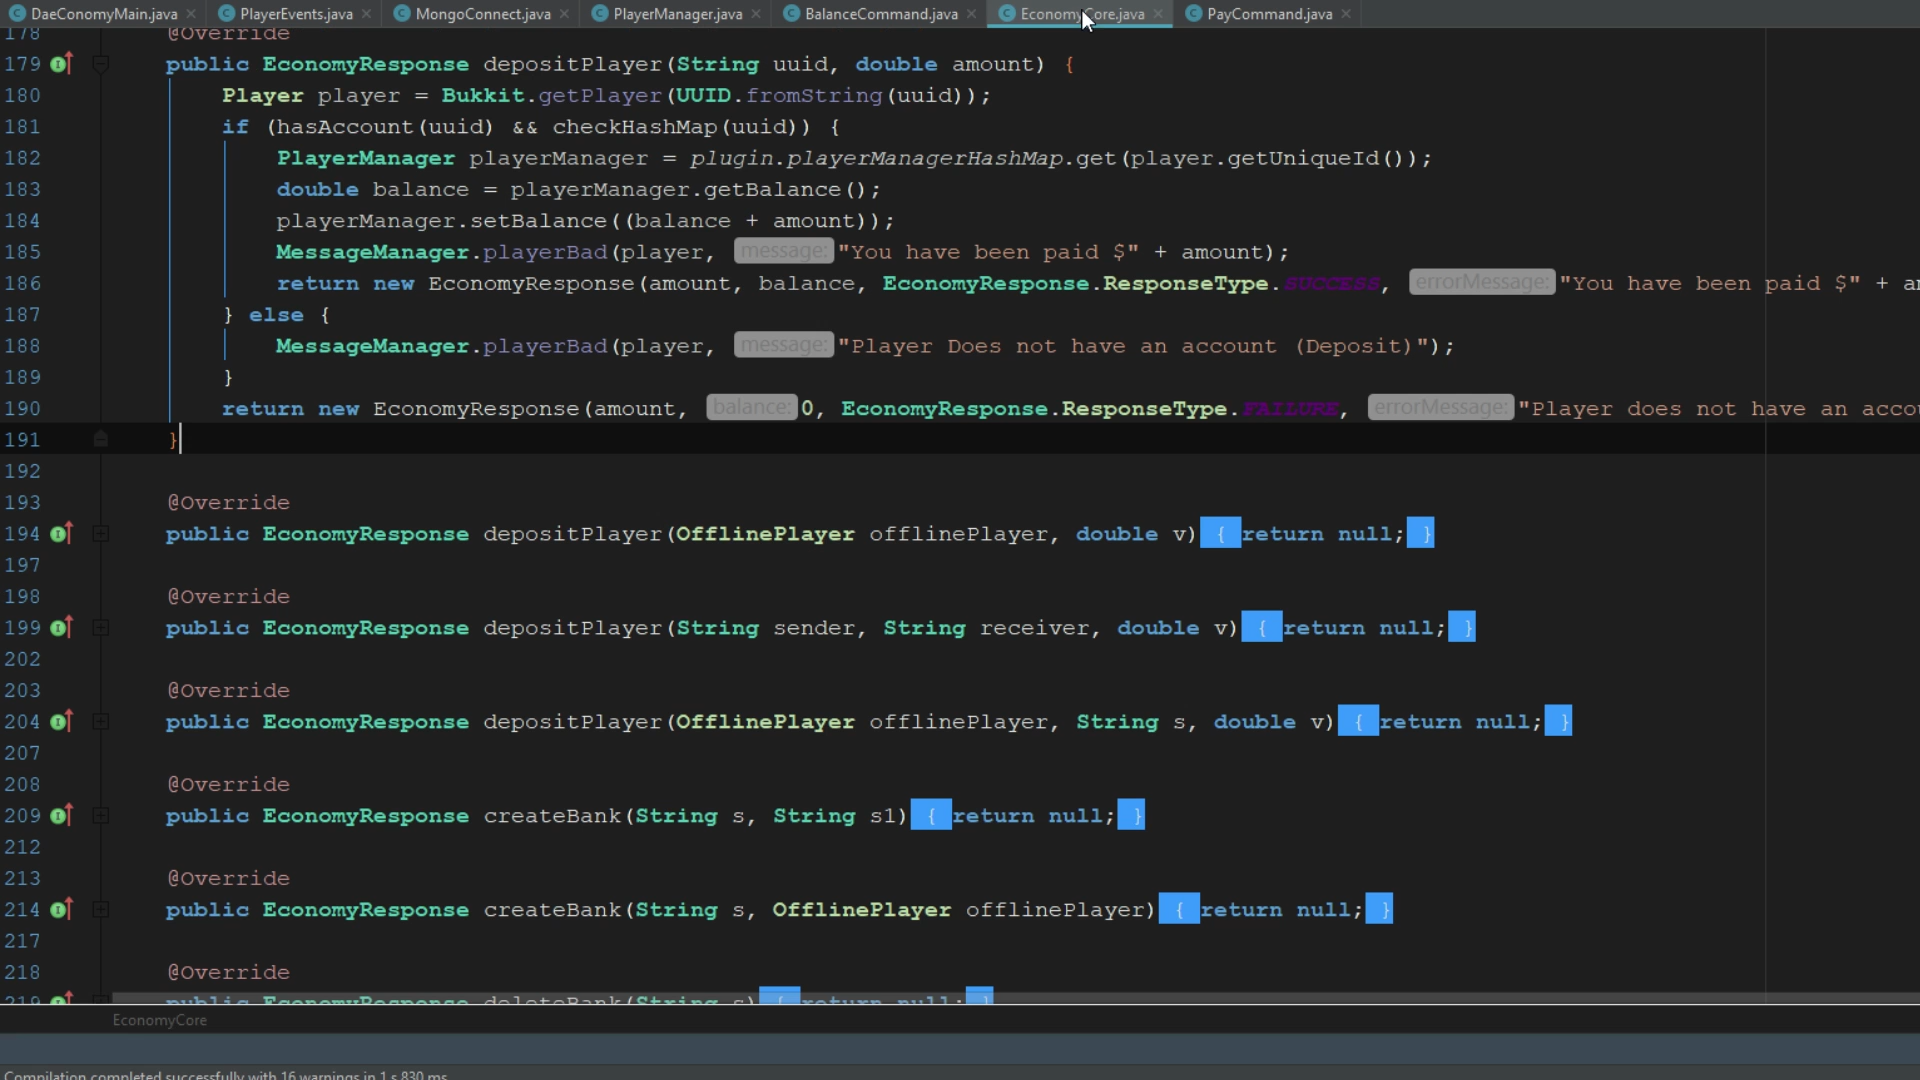 DaeConomyMain.java PlayerEvents.java MongoConnect.java PlayerManager.java BalanceCommand.java EconomyCore.java PayCommand.java
178 @Override
179 public EconomyResponse depositPlayer(String uuid, double amount) {
180 Player player = Bukkit.getPlayer(UUID.fromString(uuid));
181 if (hasAccount(uuid) && checkHashMap(uuid)) {
182 PlayerManager playerManager = plugin.playerManagerHashMap.get(player.getUniqueId());
183 double balance = playerManager.getBalance();
184 playerManager.setBalance((balance + amount));
185 MessageManager.playerBad(player, message: "You have been paid $" + amount);
186 return new EconomyResponse(amount, balance, EconomyResponse.ResponseType.SUCCESS, errorMessage: "You have been paid $" + a
187 } else {
188 MessageManager.playerBad(player, message: "Player Does not have an account (Deposit)");
189 }
190 return new EconomyResponse(amount, balance: 0, EconomyResponse.ResponseType.FAILURE, errorMessage: "Player does not have an acco
191 }
192
193 @Override
194 public EconomyResponse depositPlayer(OfflinePlayer offlinePlayer, double v) { return null; }
197
198 @Override
199 public EconomyResponse depositPlayer(String sender, String receiver, double v) { return null; }
202
203 @Override
204 public EconomyResponse depositPlayer(OfflinePlayer offlinePlayer, String s, double v) { return null; }
207
208 @Override
209 public EconomyResponse createBank(String s, String s1) { return null; }
212
213 @Override
214 public EconomyResponse createBank(String s, OfflinePlayer offlinePlayer) { return null; }
217
218 @Override
219 public EconomyResponse deleteBank(String s) { return null; }
EconomyCore
Compilation completed successfully with 16 warnings in 1 s 830 ms